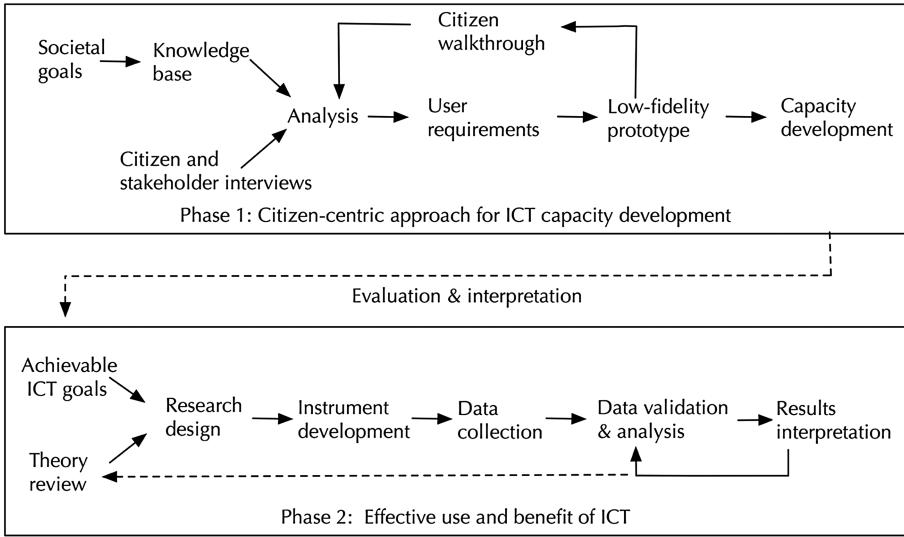 Citizen
walkthrough
Societal
goals
Knowledge
base
Analysis
User
requirements
Low-fidelity
prototype
Capacity
development
Citizen and
stakeholder interviews
Phase 1: Citizen-centric approach for ICT capacity development
Evaluation & interpretation
Achievable
ICT goals
Research
design
Instrument
development
Data
collection
Data validation
& analysis
Results
interpretation
Theory
review
Phase 2: Effective use and benefit of ICT